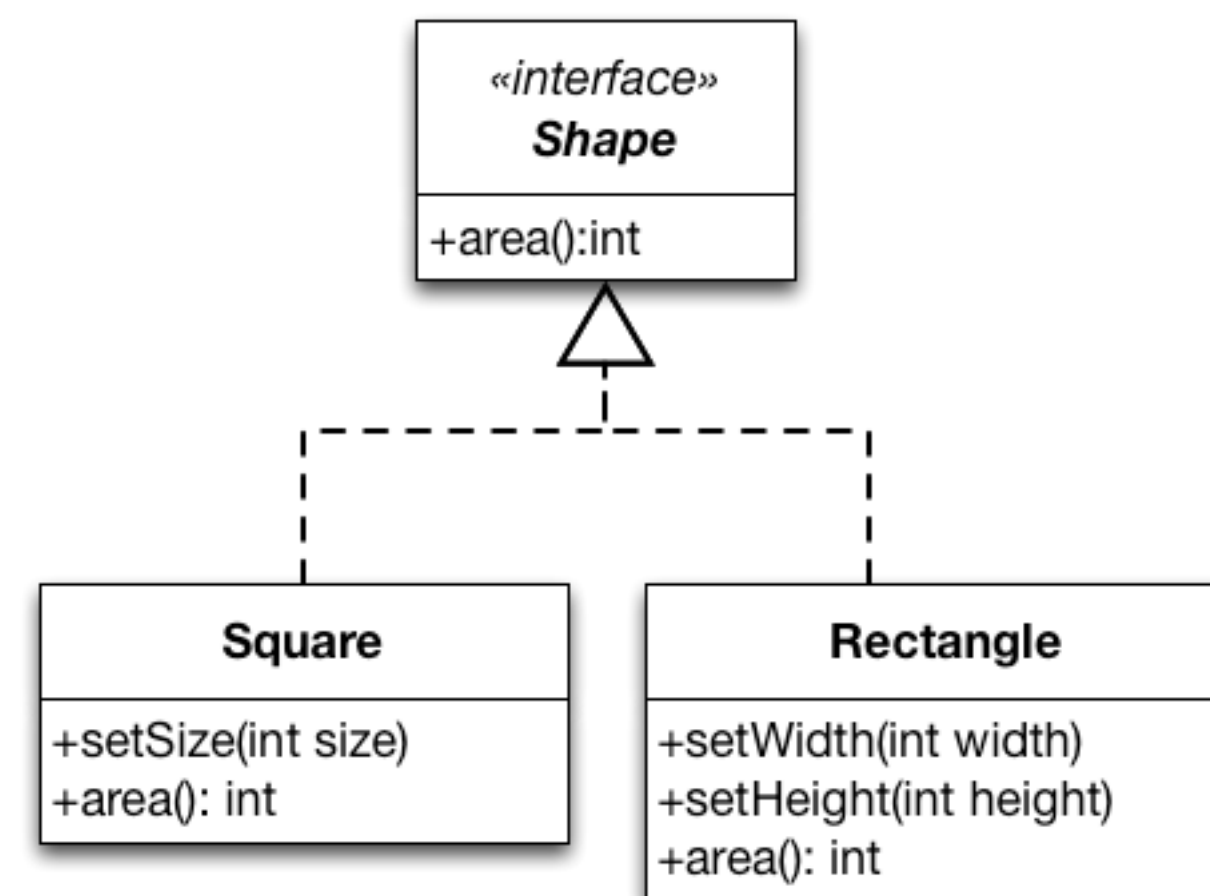 «interface»
Shape
+area():int
Square
+setSize(int size)
+area(): int
Rectangle
+setWidth(int width)
+setHeight(int height)
+area(): int